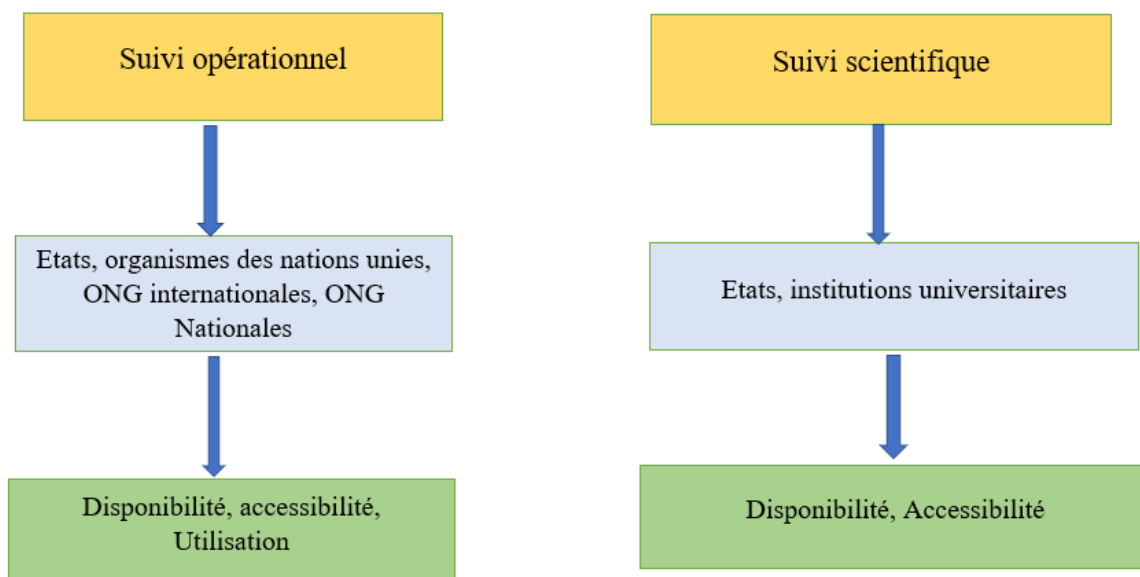 Suivi opérationnel
Etats, organismes des nations unies,
ONG internationales, ONG
Nationales
Disponibilité, accessibilité,
Utilisation
Suivi scientifique
Etats, institutions universitaires
Disponibilité, Accessibilité